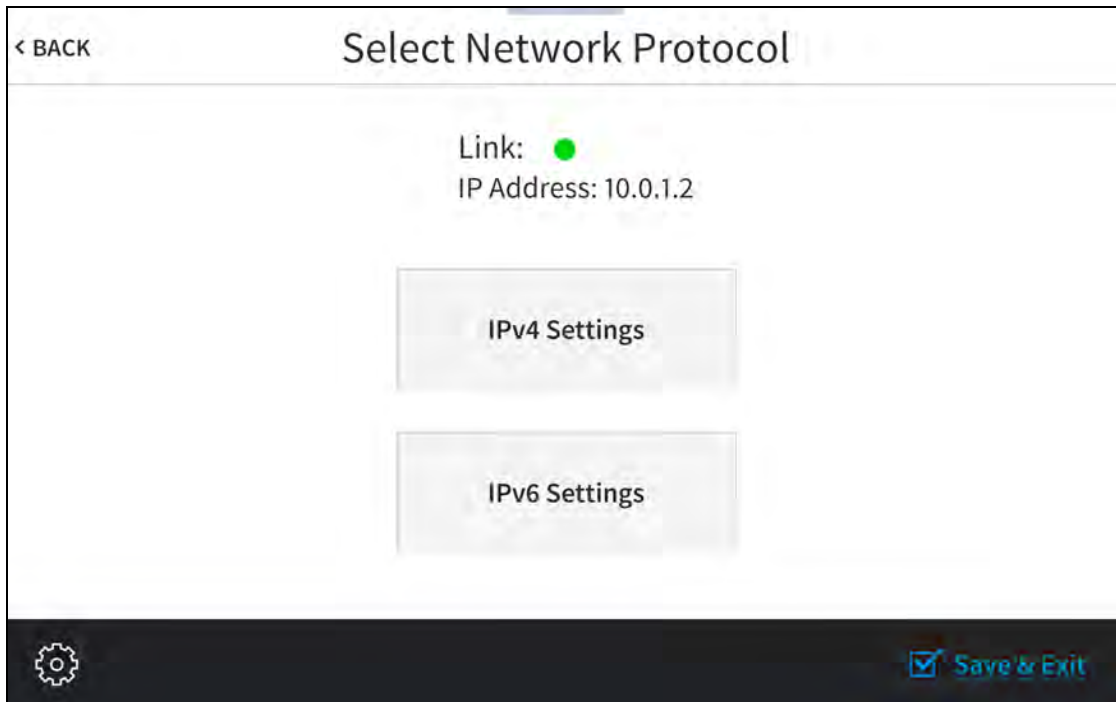 < BACK
Select Network Protocol
Link:
IP Address: 10.0.1.2
IPv4 Settings
IPv6 Settings
Save & Exit